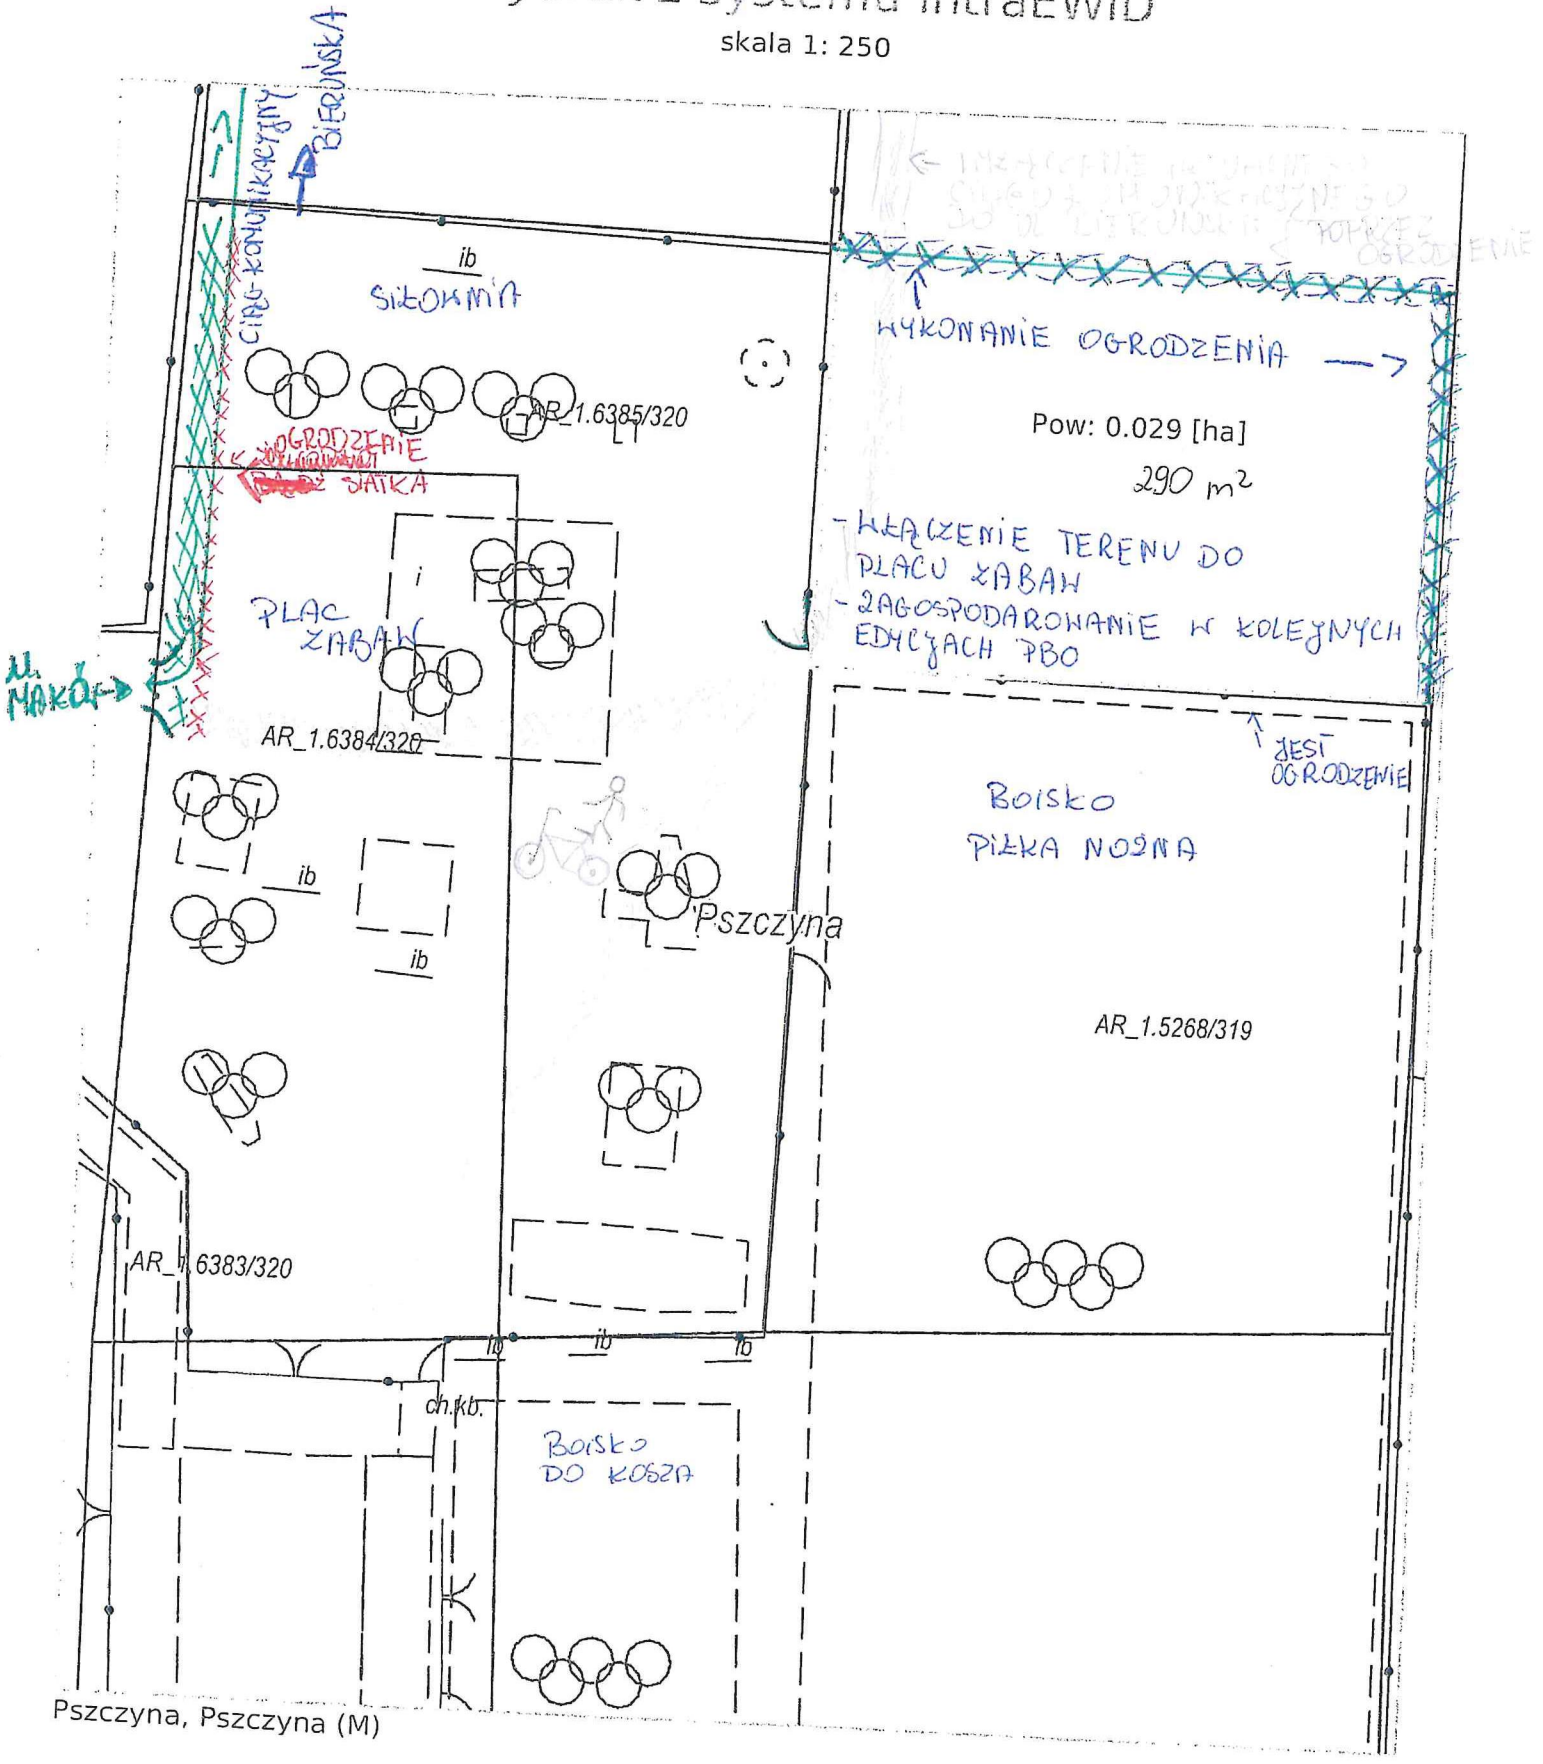 systemu intraEWID
skala 1: 250
BIERUŃSKA
CIĄG KOMUNIKACYJNY
ib
SIŁOWNIA
WYKONANIE OGRODZENIA →
Pow: 0.029 [ha]
290 m²
AR_1.6385/320
OGRODZENIE
SIATKA
- WŁĄCZENIE TERENU DO
PLACU ZABAW
- ZAGOSPODAROWANIE W KOLEJNYCH
EDYCJACH PBO
i
PLAC
ZABAW
ul.
MAKÓW
AR_1.6384/320
JEST
OGRODZENIE
BOISKO
PIŁKA NOŻNA
ib
Pszczyna
ib
AR_1.5268/319
AR_1.6383/320
ib
ib
ib
ch.kb.
BOISKO
DO KOSZA
Pszczyna, Pszczyna (M)